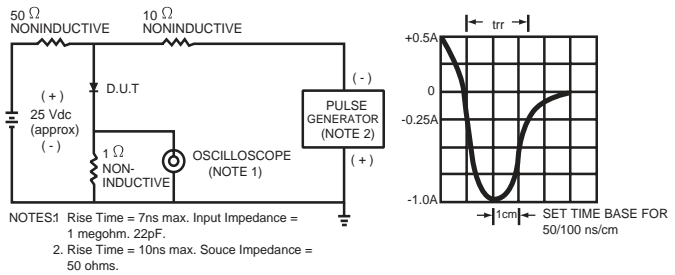 50 Ω
NONINDUCTIVE
10 Ω
NONINDUCTIVE
D.U.T
( + )
25 Vdc
(approx)
( - )
1 Ω
NON-
INDUCTIVE
OSCILLOSCOPE
(NOTE 1)
( - )
PULSE
GENERATOR
(NOTE 2)
( + )
NOTES:1 Rise Time = 7ns max. Input Impedance =
1 megohm. 22pF.
2. Rise Time = 10ns max. Souce Impedance =
50 ohms.
trr
+0.5A
0
-0.25A
-1.0A
1cm
SET TIME BASE FOR
50/100 ns/cm